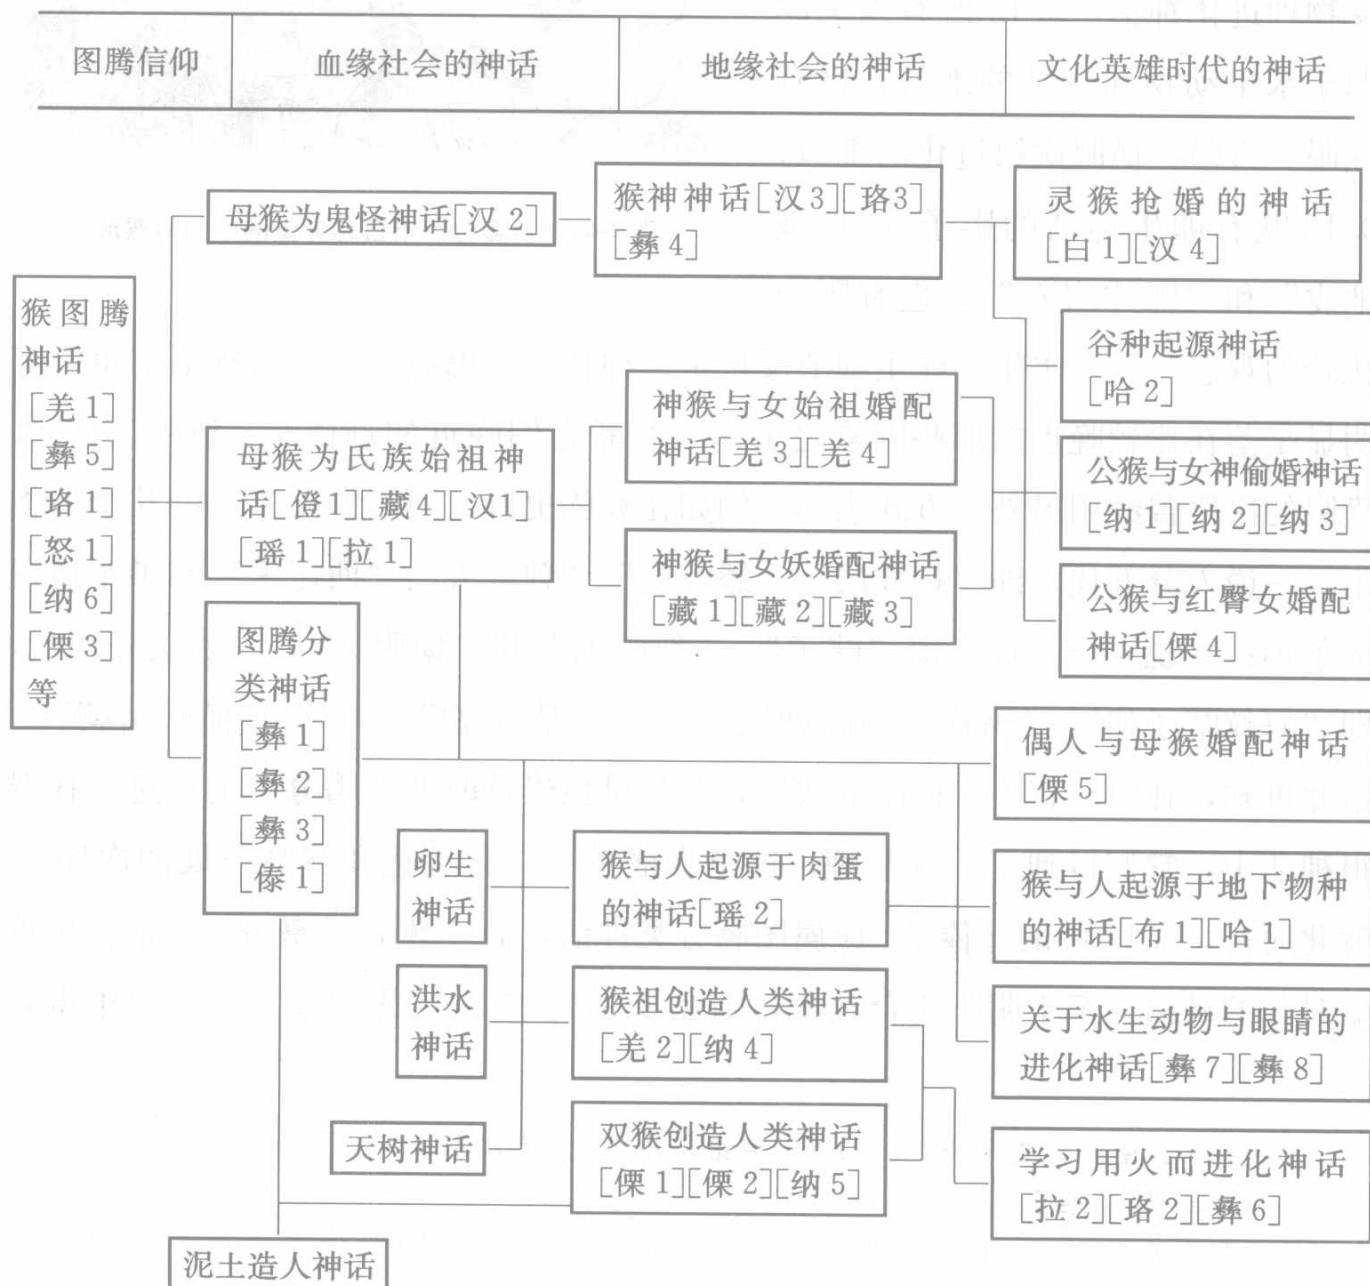 图腾信仰
血缘社会的神话
地缘社会的神话
文化英雄时代的神话
猴图腾
神话
[羌1]
[彝5]
[珞1]
[怒1]
[纳6]
[傈3]
等
母猴为鬼怪神话[汉2]
猴神神话[汉3][珞3]
[彝4]
灵猴抢婚的神话
[白1][汉4]
谷种起源神话
[哈2]
神猴与女始祖婚配
神话[羌3][羌4]
母猴为氏族始祖神
话[僜1][藏4][汉1]
[瑶1][拉1]
公猴与女神偷婚神话
[纳1][纳2][纳3]
神猴与女妖婚配神话
[藏1][藏2][藏3]
公猴与红臀女婚配
神话[傈4]
图腾分
类神话
[彝1]
[彝2]
[彝3]
[傣1]
偶人与母猴婚配神话
[傈5]
卵生
神话
猴与人起源于肉蛋
的神话[瑶2]
猴与人起源于地下物种
的神话[布1][哈1]
洪水
神话
猴祖创造人类神话
[羌2][纳4]
关于水生动物与眼睛的
进化神话[彝7][彝8]
天树神话
双猴创造人类神话
[傈1][傈2][纳5]
学习用火而进化神话
[拉2][珞2][彝6]
泥土造人神话